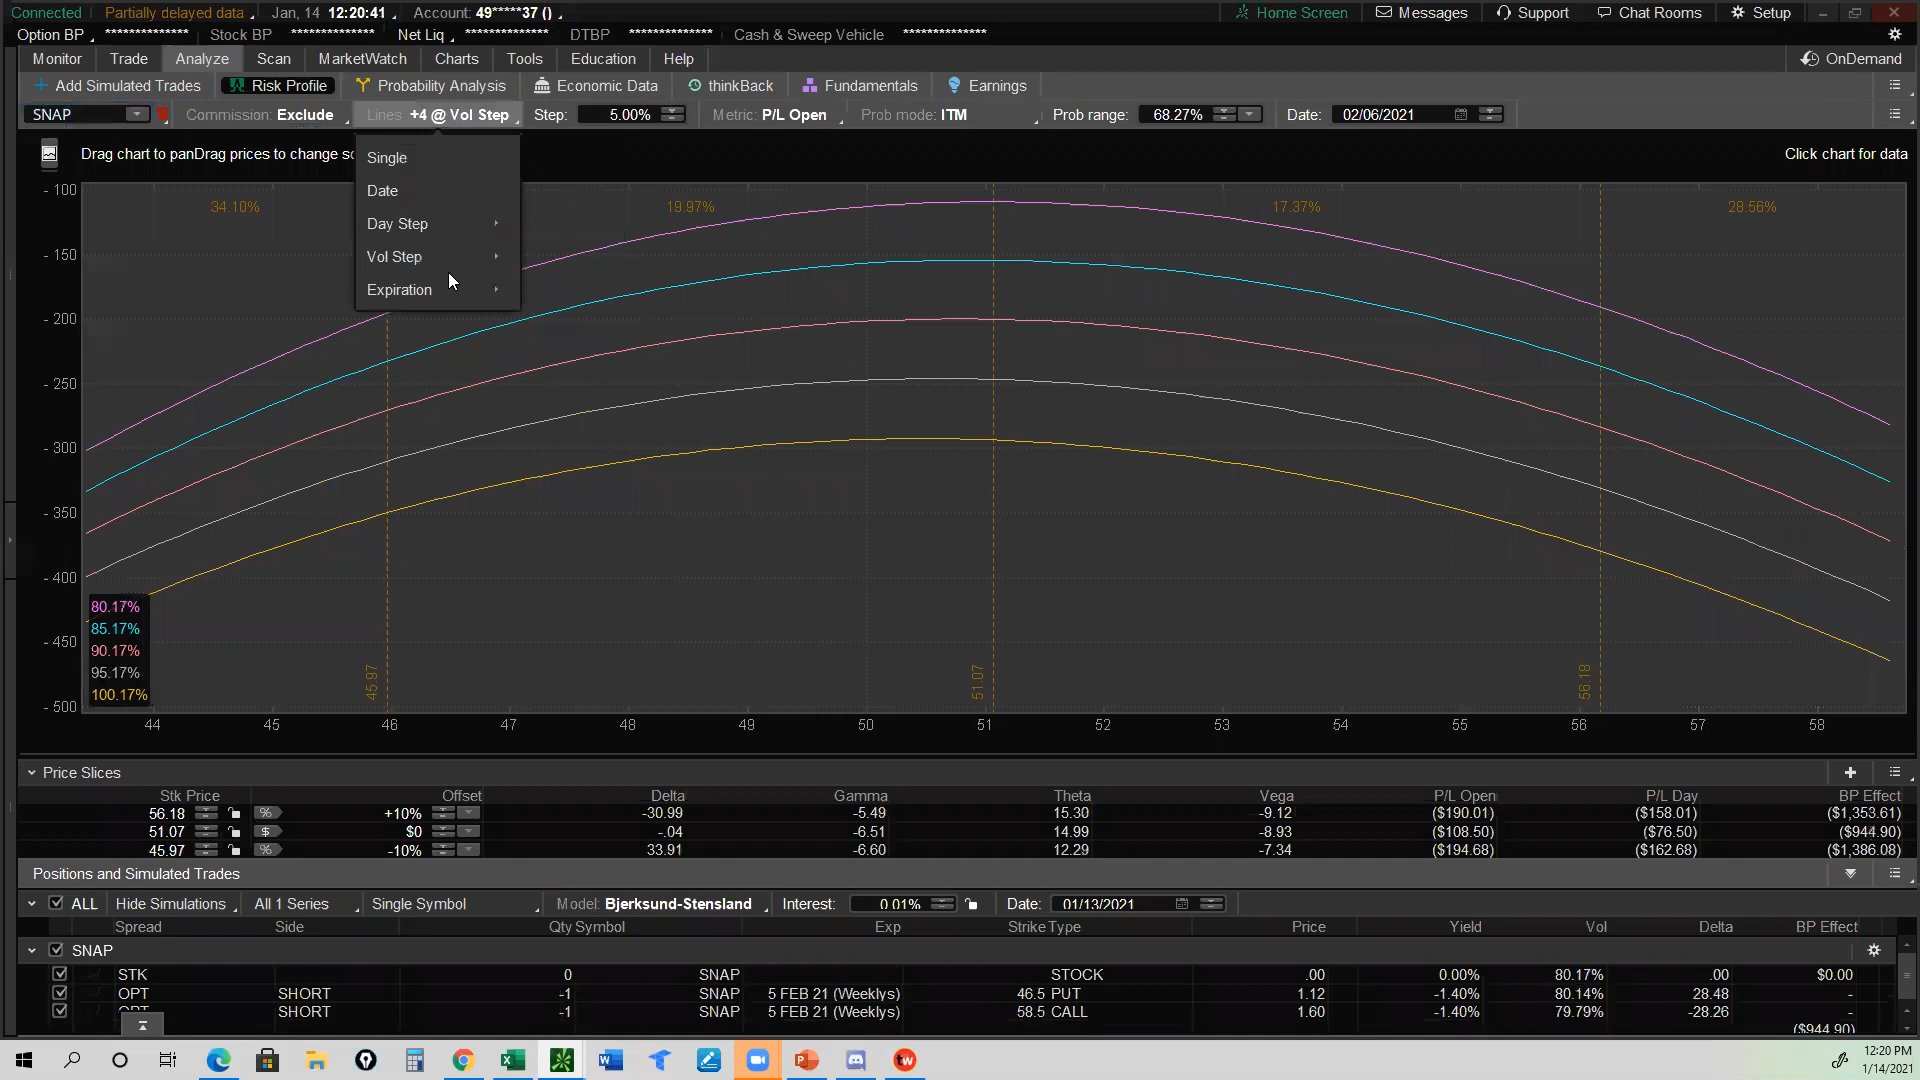 Connected Partially delayed data Jan, 14 12:20:41 Account: 49*****37 () Home Screen Messages Support Chat Rooms Setup
Option BP ************** Stock BP ************** Net Liq ************** DTBP ************** Cash & Sweep Vehicle **************
Monitor Trade Analyze Scan MarketWatch Charts Tools Education Help OnDemand
Add Simulated Trades Risk Profile Probability Analysis Economic Data thinkBack Fundamentals Earnings
SNAP Commission: Exclude Lines +4 @ Vol Step Step: 5.00% Metric: P/L Open Prob mode: ITM Prob range: 68.27% Date: 02/06/2021
Drag chart to panDrag prices to change sc Click chart for data
Single
Date
Day Step
Vol Step
Expiration
34.10% 19.97% 17.37% 28.56%
- 100
- 150
- 200
- 250
- 300
- 350
- 400
- 450
- 500
80.17%
85.17%
90.17%
95.17%
100.17%
45.97 51.07 56.18
44 45 46 47 48 49 50 51 52 53 54 55 56 57 58
Price Slices
Stk Price Offset Delta Gamma Theta Vega P/L Open P/L Day BP Effect
56.18 % +10% -30.99 -5.49 15.30 -9.12 ($190.01) ($158.01) ($1,353.61)
51.07 $ $0 -.04 -6.51 14.99 -8.93 ($108.50) ($76.50) ($944.90)
45.97 % -10% 33.91 -6.60 12.29 -7.34 ($194.68) ($162.68) ($1,386.08)
Positions and Simulated Trades
ALL Hide Simulations All 1 Series Single Symbol Model: Bjerksund-Stensland Interest: 0.01% Date: 01/13/2021
Spread Side Qty Symbol Exp Strike Type Price Yield Vol Delta BP Effect
SNAP
STK 0 SNAP STOCK .00 0.00% 80.17% .00 $0.00
OPT SHORT -1 SNAP 5 FEB 21 (Weeklys) 46.5 PUT 1.12 -1.40% 80.14% 28.48 -
OPT SHORT -1 SNAP 5 FEB 21 (Weeklys) 58.5 CALL 1.60 -1.40% 79.79% -28.26 -
($944.90)
12:20 PM
1/14/2021